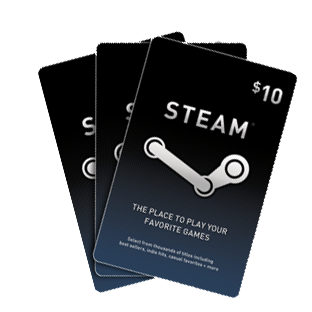 $10
STEAM
THE PLACE TO PLAY YOUR
FAVORITE GAMES
Select from thousands of titles including
best sellers, indie hits, casual favorites + more